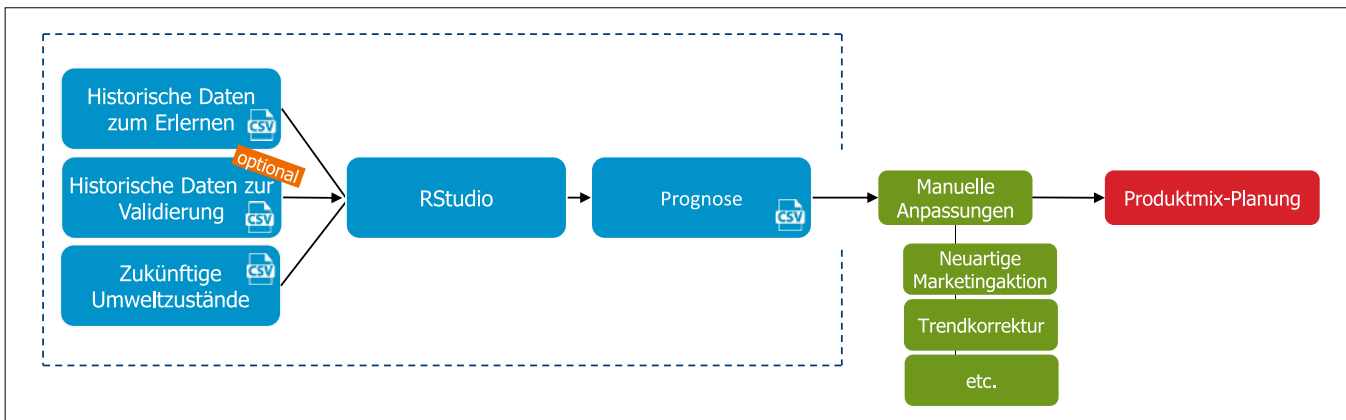 Historische Daten
zum Erlernen
CSV
optional
Historische Daten zur
Validierung
CSV
Zukünftige
Umweltzustände
CSV
RStudio
Prognose
CSV
Manuelle
Anpassungen
Neuartige
Marketingaktion
Trendkorrektur
etc.
Produktmix-Planung